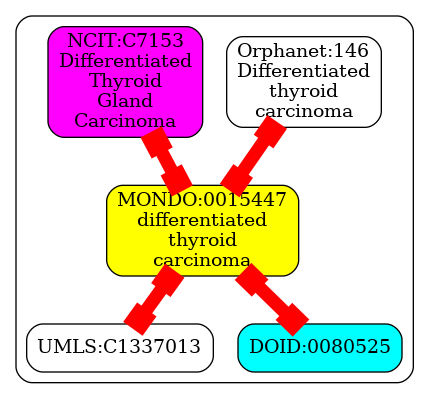 NCIT:C7153
Differentiated
Thyroid
Gland
Carcinoma
Orphanet:146
Differentiated
thyroid
carcinoma
MONDO:0015447
differentiated
thyroid
carcinoma
UMLS:C1337013
DOID:0080525